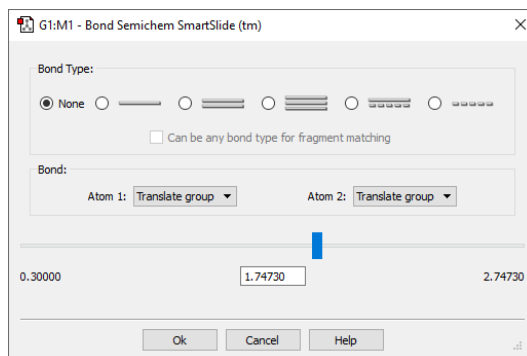 G1:M1 - Bond Semichem SmartSlide (tm)
Bond Type:
None
Can be any bond type for fragment matching
Bond:
Atom 1: Translate group Atom 2: Translate group
0.30000 1.74730 2.74730
Ok Cancel Help